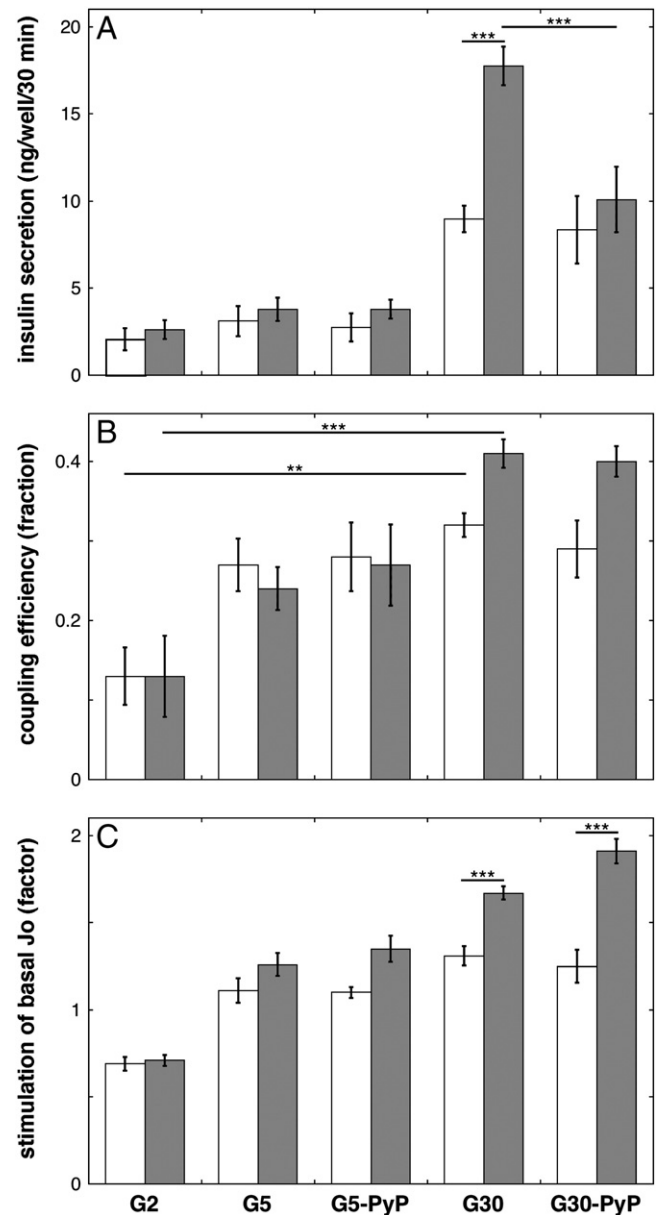 A
insulin secretion (ng/well/30 min)
20
15
10
5
0
***
***
B
coupling efficiency (fraction)
0.4
0.2
0
***
**
C
stimulation of basal Jo (factor)
2
1
0
***
***
G2 G5 G5-PyP G30 G30-PyP